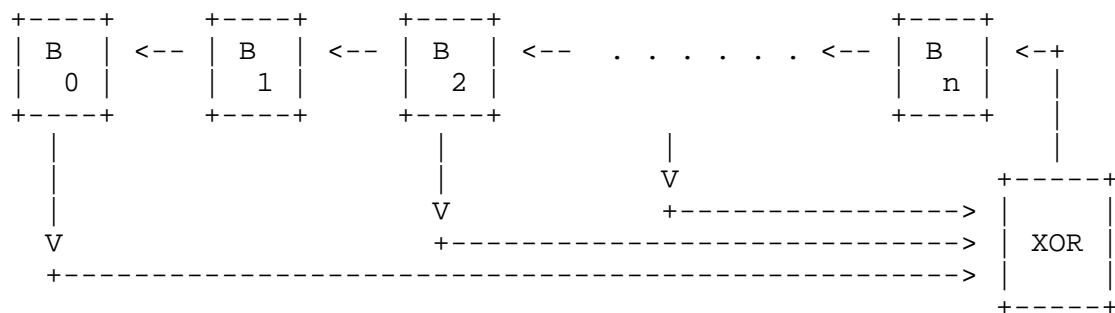 +----+     +----+     +----+                      +----+
| B  | <-- | B  | <-- | B  | <--  . . . . . . <-- | B  | <-+
|  0 |     |  1 |     |  2 |                      |  n |   |
+----+     +----+     +----+                      +----+   |
  |                     |            |                     |
  |                     |            V                  +-----+
  |                     V            +----------------> |     |
  V                     +-----------------------------> | XOR |
  +---------------------------------------------------> |     |
                                                        +-----+